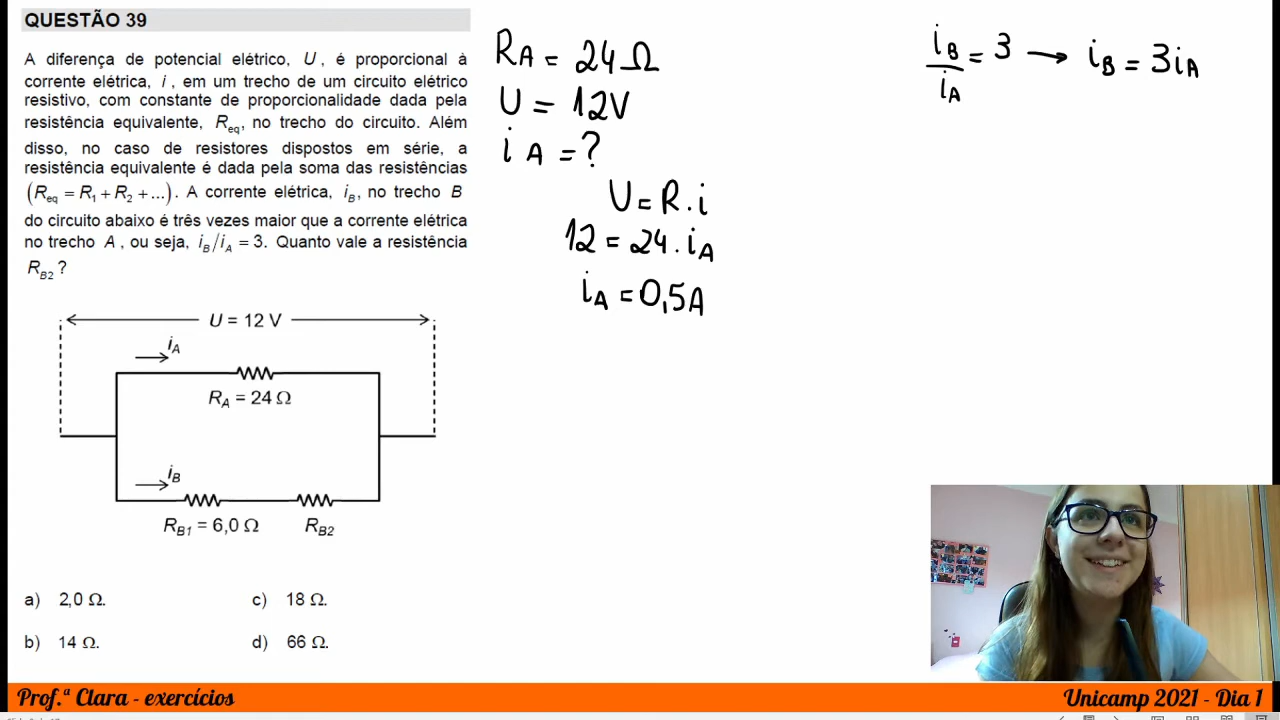 QUESTÃO 39
A diferença de potencial elétrico, U, é proporcional à
corrente elétrica, i, em um trecho de um circuito elétrico
resistivo, com constante de proporcionalidade dada pela
resistência equivalente, Req, no trecho do circuito. Além
disso, no caso de resistores dispostos em série, a
resistência equivalente é dada pela soma das resistências
(Req = R1 + R2 + ...). A corrente elétrica, iB, no trecho B
do circuito abaixo é três vezes maior que a corrente elétrica
no trecho A, ou seja, iB/iA = 3. Quanto vale a resistência
RB2?
U = 12 V
iA
RA = 24 Ω
iB
RB1 = 6,0 Ω RB2
a) 2,0 Ω. c) 18 Ω.
b) 14 Ω. d) 66 Ω.
RA = 24 Ω
U = 12V
iA = ?
U = R.i
12 = 24.iA
iA = 0,5A
iB/iA = 3 → iB = 3iA
Prof.ª Clara - exercícios
Unicamp 2021 - Dia 1